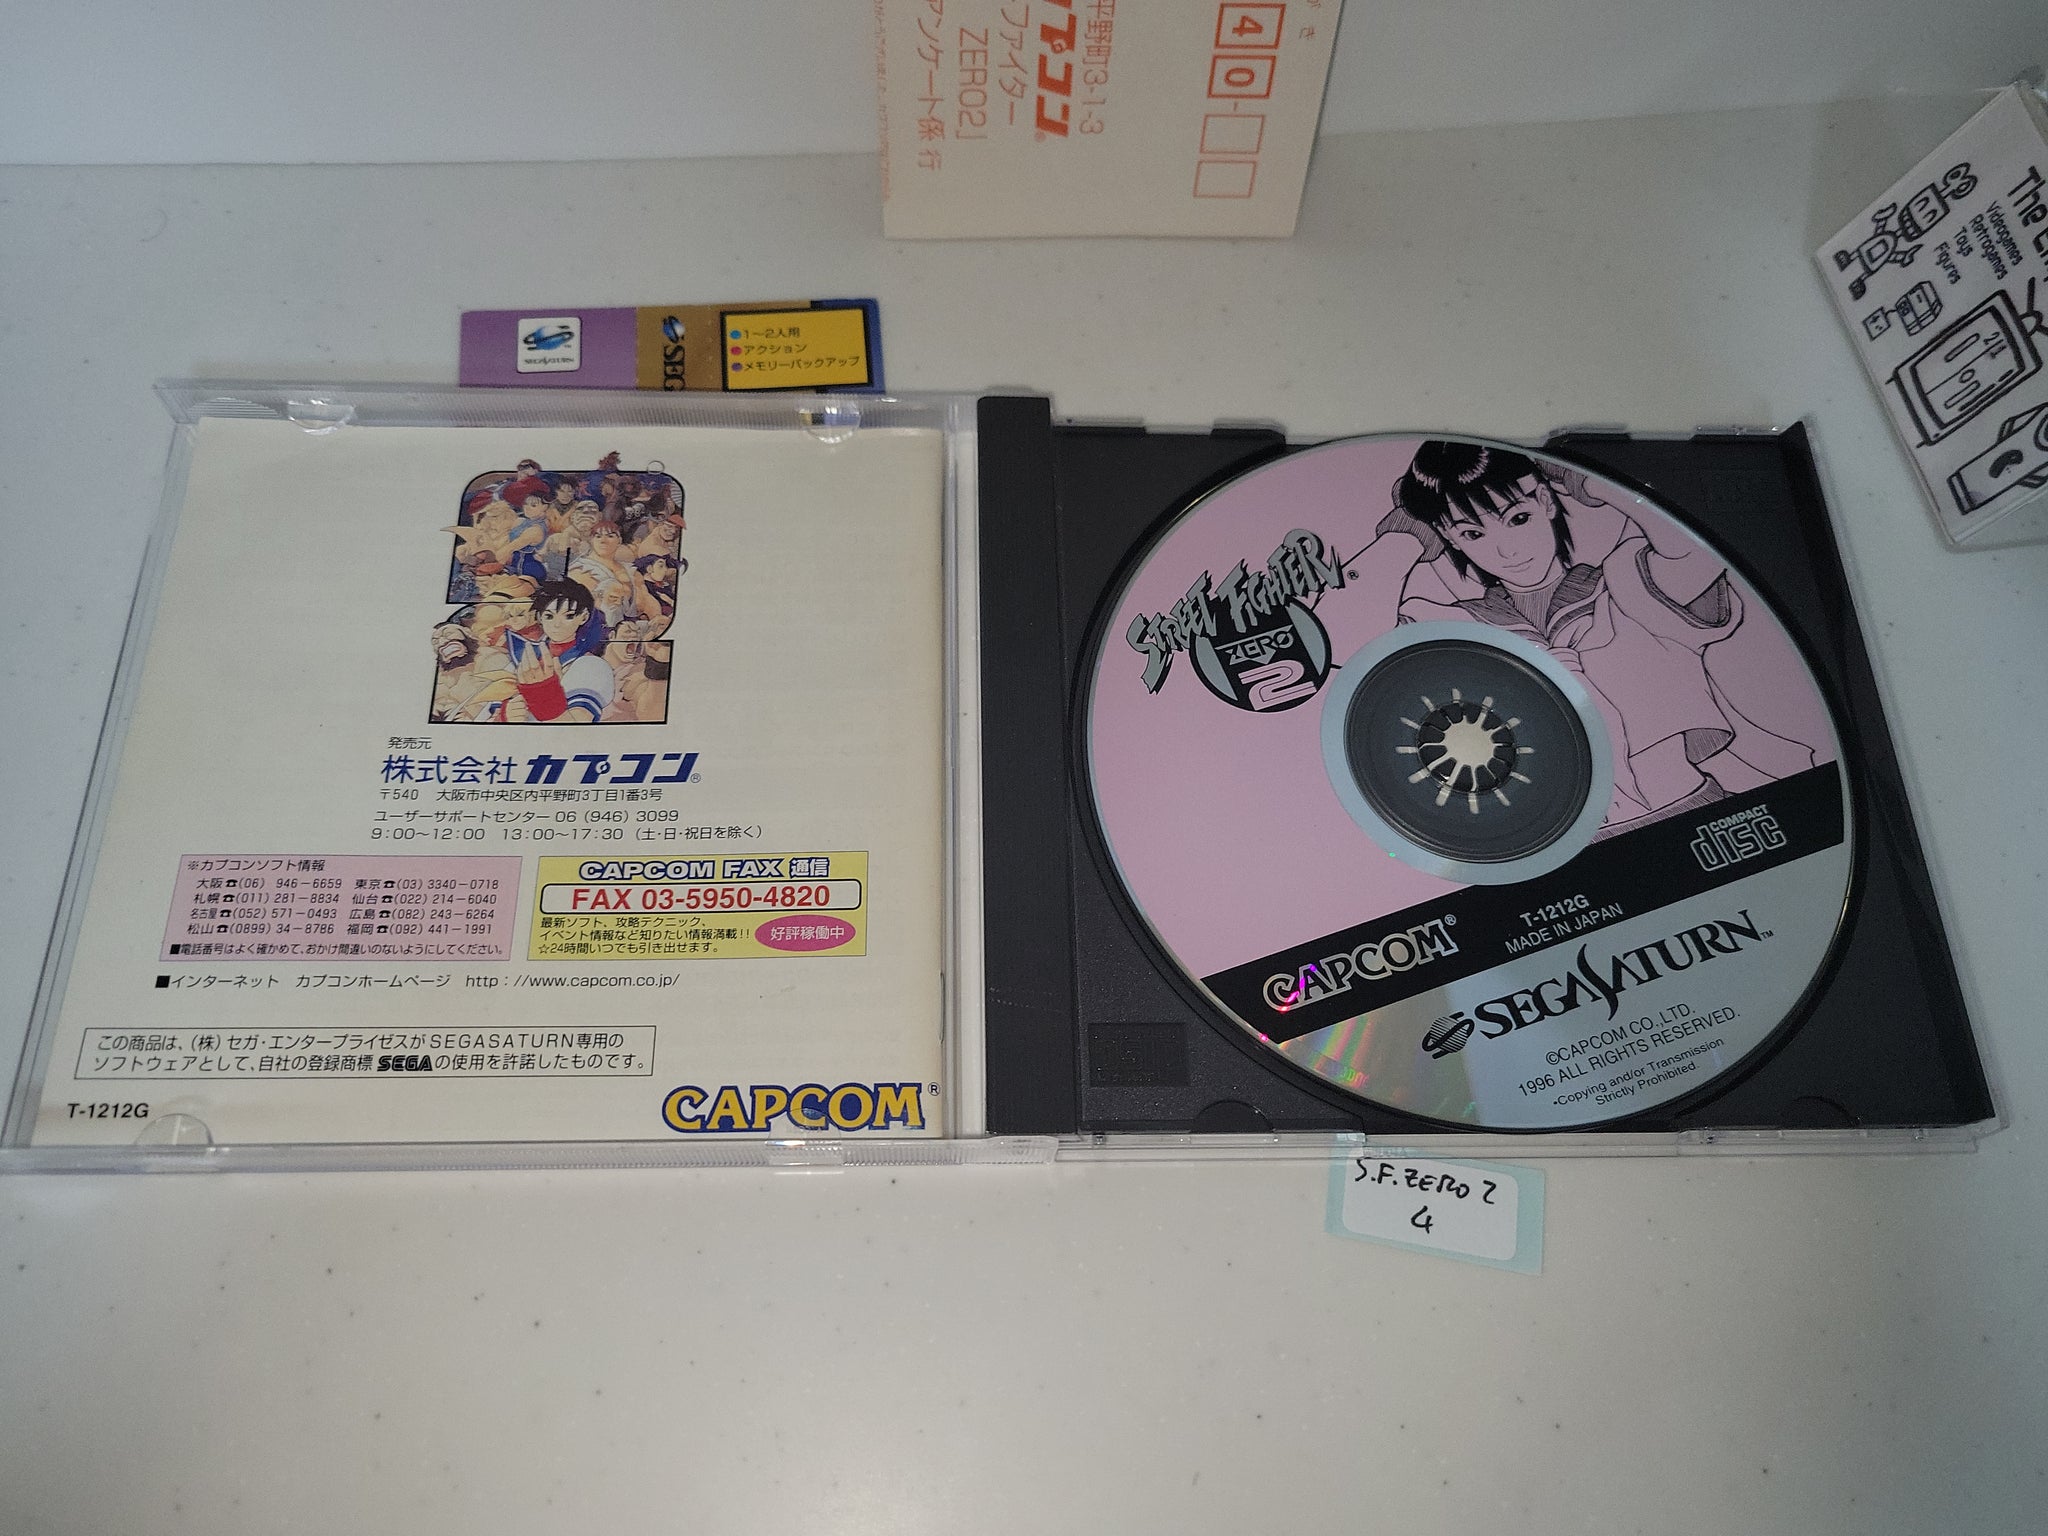 4 0 -
平野町3-1-3
カプコン®
ファイター
ZERO2」
アンケート係 行
Videogames
Retrogames
Toys
Figures
SEGA SATURN
1~2人用
アクション
メモリーバックアップ
発売元
株式会社カプコン®
〒540 大阪市中央区内平野町3丁目1番3号
ユーザーサポートセンター 06 (946) 3099
9:00~12:00 13:00~17:30 (土・日・祝日を除く)
※カプコンソフト情報
大阪☎(06) 946-6659 東京☎(03) 3340-0718
札幌☎(011) 281-8834 仙台☎(022) 214-6040
名古屋☎(052) 571-0493 広島☎(082) 243-6264
松山☎(0899) 34-8786 福岡☎(092) 441-1991
■電話番号はよく確かめて、おかけ間違いのないようにしてください。
CAPCOM FAX 通信
FAX 03-5950-4820
最新ソフト、攻略テクニック、
イベント情報など知りたい情報満載!!
☆24時間いつでも引き出せます。
好評稼働中
■インターネット カプコンホームページ http://www.capcom.co.jp/
この商品は、(株)セガ・エンタープライゼスがSEGASATURN専用の
ソフトウェアとして、自社の登録商標SEGAの使用を許諾したものです。
T-1212G
CAPCOM®
STREET FIGHTER®
ZERO
2
COMPACT
disc
T-1212G
MADE IN JAPAN
CAPCOM®
SEGA SATURN™
©CAPCOM CO.,LTD.
1996 ALL RIGHTS RESERVED.
•Copying and/or Transmission
Strictly Prohibited.
S.F.ZERO 2
4